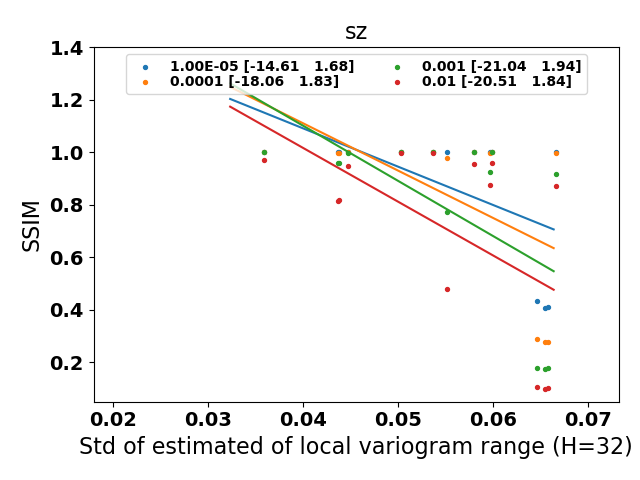 sz
1.00E-05 [-14.61 1.68]
0.0001 [-18.06 1.83]
0.001 [-21.04 1.94]
0.01 [-20.51 1.84]
1.4
1.2
1.0
0.8
0.6
0.4
0.2
SSIM
0.02 0.03 0.04 0.05 0.06 0.07
Std of estimated of local variogram range (H=32)